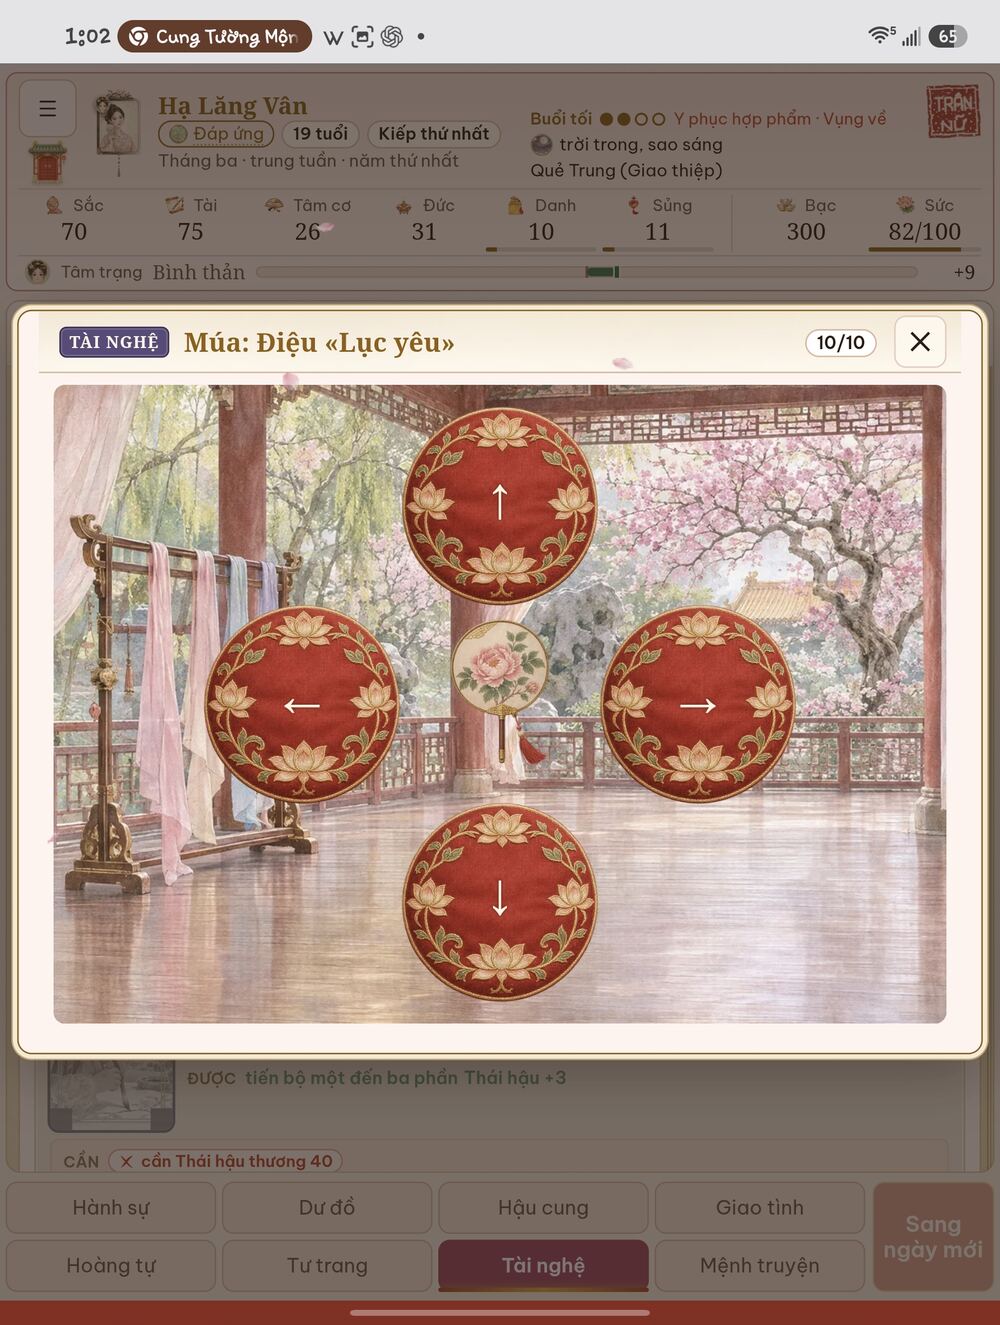 1:02 Cung Tường Mộn W 65
Hạ Lăng Vân
Đáp ứng 19 tuổi Kiếp thứ nhất
Tháng ba · trung tuần · năm thứ nhất
Buổi tối Y phục hợp phẩm · Vụng về
trời trong, sao sáng
Quẻ Trung (Giao thiệp)
TRÂN NỮ
Sắc Tài Tâm cơ Đức Danh Sủng Bạc Sức
70 75 26 31 10 11 300 82/100
Tâm trạng Bình thản +9
TÀI NGHỆ Múa: Điệu «Lục yêu» 10/10 ×
↑
← →
↓
ĐƯỢC tiến bộ một đến ba phần Thái hậu +3
CẦN × cần Thái hậu thương 40
Hành sự Dư đồ Hậu cung Giao tình
Sang ngày mới
Hoàng tự Tư trang Tài nghệ Mệnh truyện